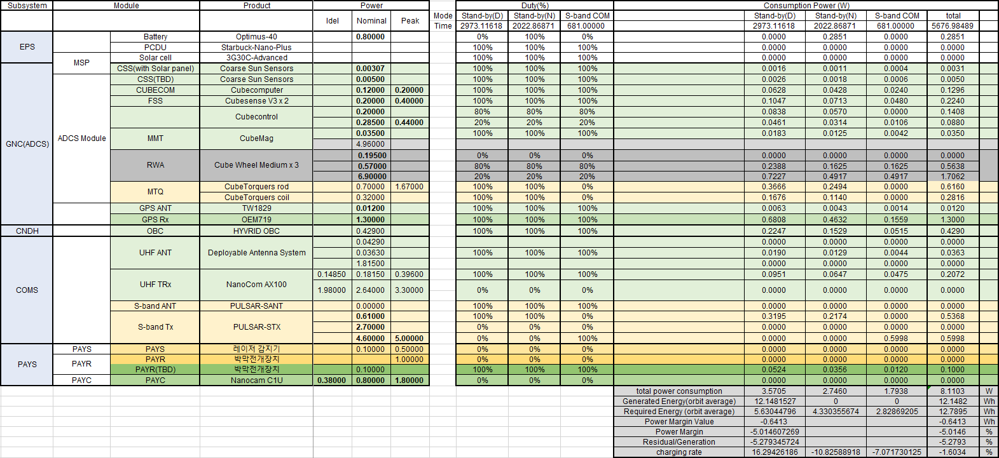 Subsystem Module Product Power Duty(%) Consumption Power (W)
Idel Nominal Peak Mode Stand-by(D) Stand-by(N) S-band COM Stand-by(D) Stand-by(N) S-band COM total
Time 2973.11618 2022.86871 681.00000 2973.11618 2022.86871 681.00000 5676.98489
EPS Battery Optimus-40 0.80000 0% 100% 0% 0.0000 0.2851 0.0000 0.2851
PCDU Starbuck-Nano-Plus 100% 100% 100% 0.0000 0.0000 0.0000 0.0000
MSP Solar cell 3G30C-Advanced 100% 100% 100% 0.0000 0.0000 0.0000 0.0000
GNC(ADCS) CSS(with Solar panel) Coarse Sun Sensors 0.00307 100% 100% 100% 0.0016 0.0011 0.0004 0.0031
ADCS Module CSS(TBD) Coarse Sun Sensors 0.00500 100% 100% 100% 0.0026 0.0018 0.0006 0.0050
CUBECOM Cubecomputer 0.12000 0.20000 100% 100% 100% 0.0628 0.0428 0.0240 0.1296
FSS Cubesense V3 x 2 0.20000 0.40000 100% 100% 100% 0.1047 0.0713 0.0480 0.2240
Cubecontrol 0.20000 80% 80% 80% 0.0838 0.0570 0.0000 0.1408
0.28500 0.44000 20% 20% 20% 0.0461 0.0314 0.0106 0.0880
MMT CubeMag 0.03500 100% 100% 100% 0.0183 0.0125 0.0042 0.0350
4.96000
RWA Cube Wheel Medium x 3 0.19500 0% 0% 0% 0.0000 0.0000 0.0000 0.0000
0.57000 80% 80% 80% 0.2388 0.1625 0.1625 0.5638
6.90000 20% 20% 20% 0.7227 0.4917 0.4917 1.7062
MTQ CubeTorquers rod 0.70000 1.67000 100% 100% 0% 0.3666 0.2494 0.0000 0.6160
CubeTorquers coil 0.32000 100% 100% 0% 0.1676 0.1140 0.0000 0.2816
GPS ANT TW1829 0.01200 100% 100% 100% 0.0063 0.0043 0.0014 0.0120
GPS Rx OEM719 1.30000 100% 100% 100% 0.6808 0.4632 0.1559 1.3000
CNDH OBC HYVRID OBC 0.42900 100% 100% 100% 0.2247 0.1529 0.0515 0.4290
COMS UHF ANT Deployable Antenna System 0.04290 0.0000 0.0000 0.0000 0.0000
0.03630 100% 100% 100% 0.0190 0.0129 0.0044 0.0363
1.81500 0.0000 0.0000 0.0000 0.0000
UHF TRx NanoCom AX100 0.14850 0.18150 0.39600 100% 100% 100% 0.0951 0.0647 0.0475 0.2072
1.98000 2.64000 3.30000 0% 0% 0% 0.0000 0.0000 0.0000 0.0000
S-band ANT PULSAR-SANT 0.00000 100% 100% 100% 0.0000 0.0000 0.0000 0.0000
S-band Tx PULSAR-STX 0.61000 100% 100% 0% 0.3195 0.2174 0.0000 0.5368
2.70000 0% 0% 0% 0.0000 0.0000 0.0000 0.0000
4.60000 5.00000 0% 0% 100% 0.0000 0.0000 0.5998 0.5998
PAYS PAYS PAYS 레이저 감지기 0.10000 0.50000 0% 0% 0% 0.0000 0.0000 0.0000 0.0000
PAYR PAYR 박막전개장치 1.00000 0% 0% 0% 0.0000 0.0000 0.0000 0.0000
PAYR(TBD) 박막전개장치 0.10000 100% 100% 100% 0.0524 0.0356 0.0120 0.1000
PAYC PAYC Nanocam C1U 0.38000 0.80000 1.80000 0% 0% 0% 0.0000 0.0000 0.0000 0.0000
total power consumption 3.5705 2.7460 1.7938 8.1103 W
Generated Energy(orbit average) 12.1481527 0 0 12.1482 Wh
Required Energy (orbit average) 5.63044796 4.330355674 2.82869205 12.7895 Wh
Power Margin Value -0.6413 -0.6413 Wh
Power Margin -5.014607269 -5.0146 %
Residual/Generation -5.279345724 -5.2793 %
charging rate 16.29426186 -10.82588918 -7.071730125 -1.6034 %